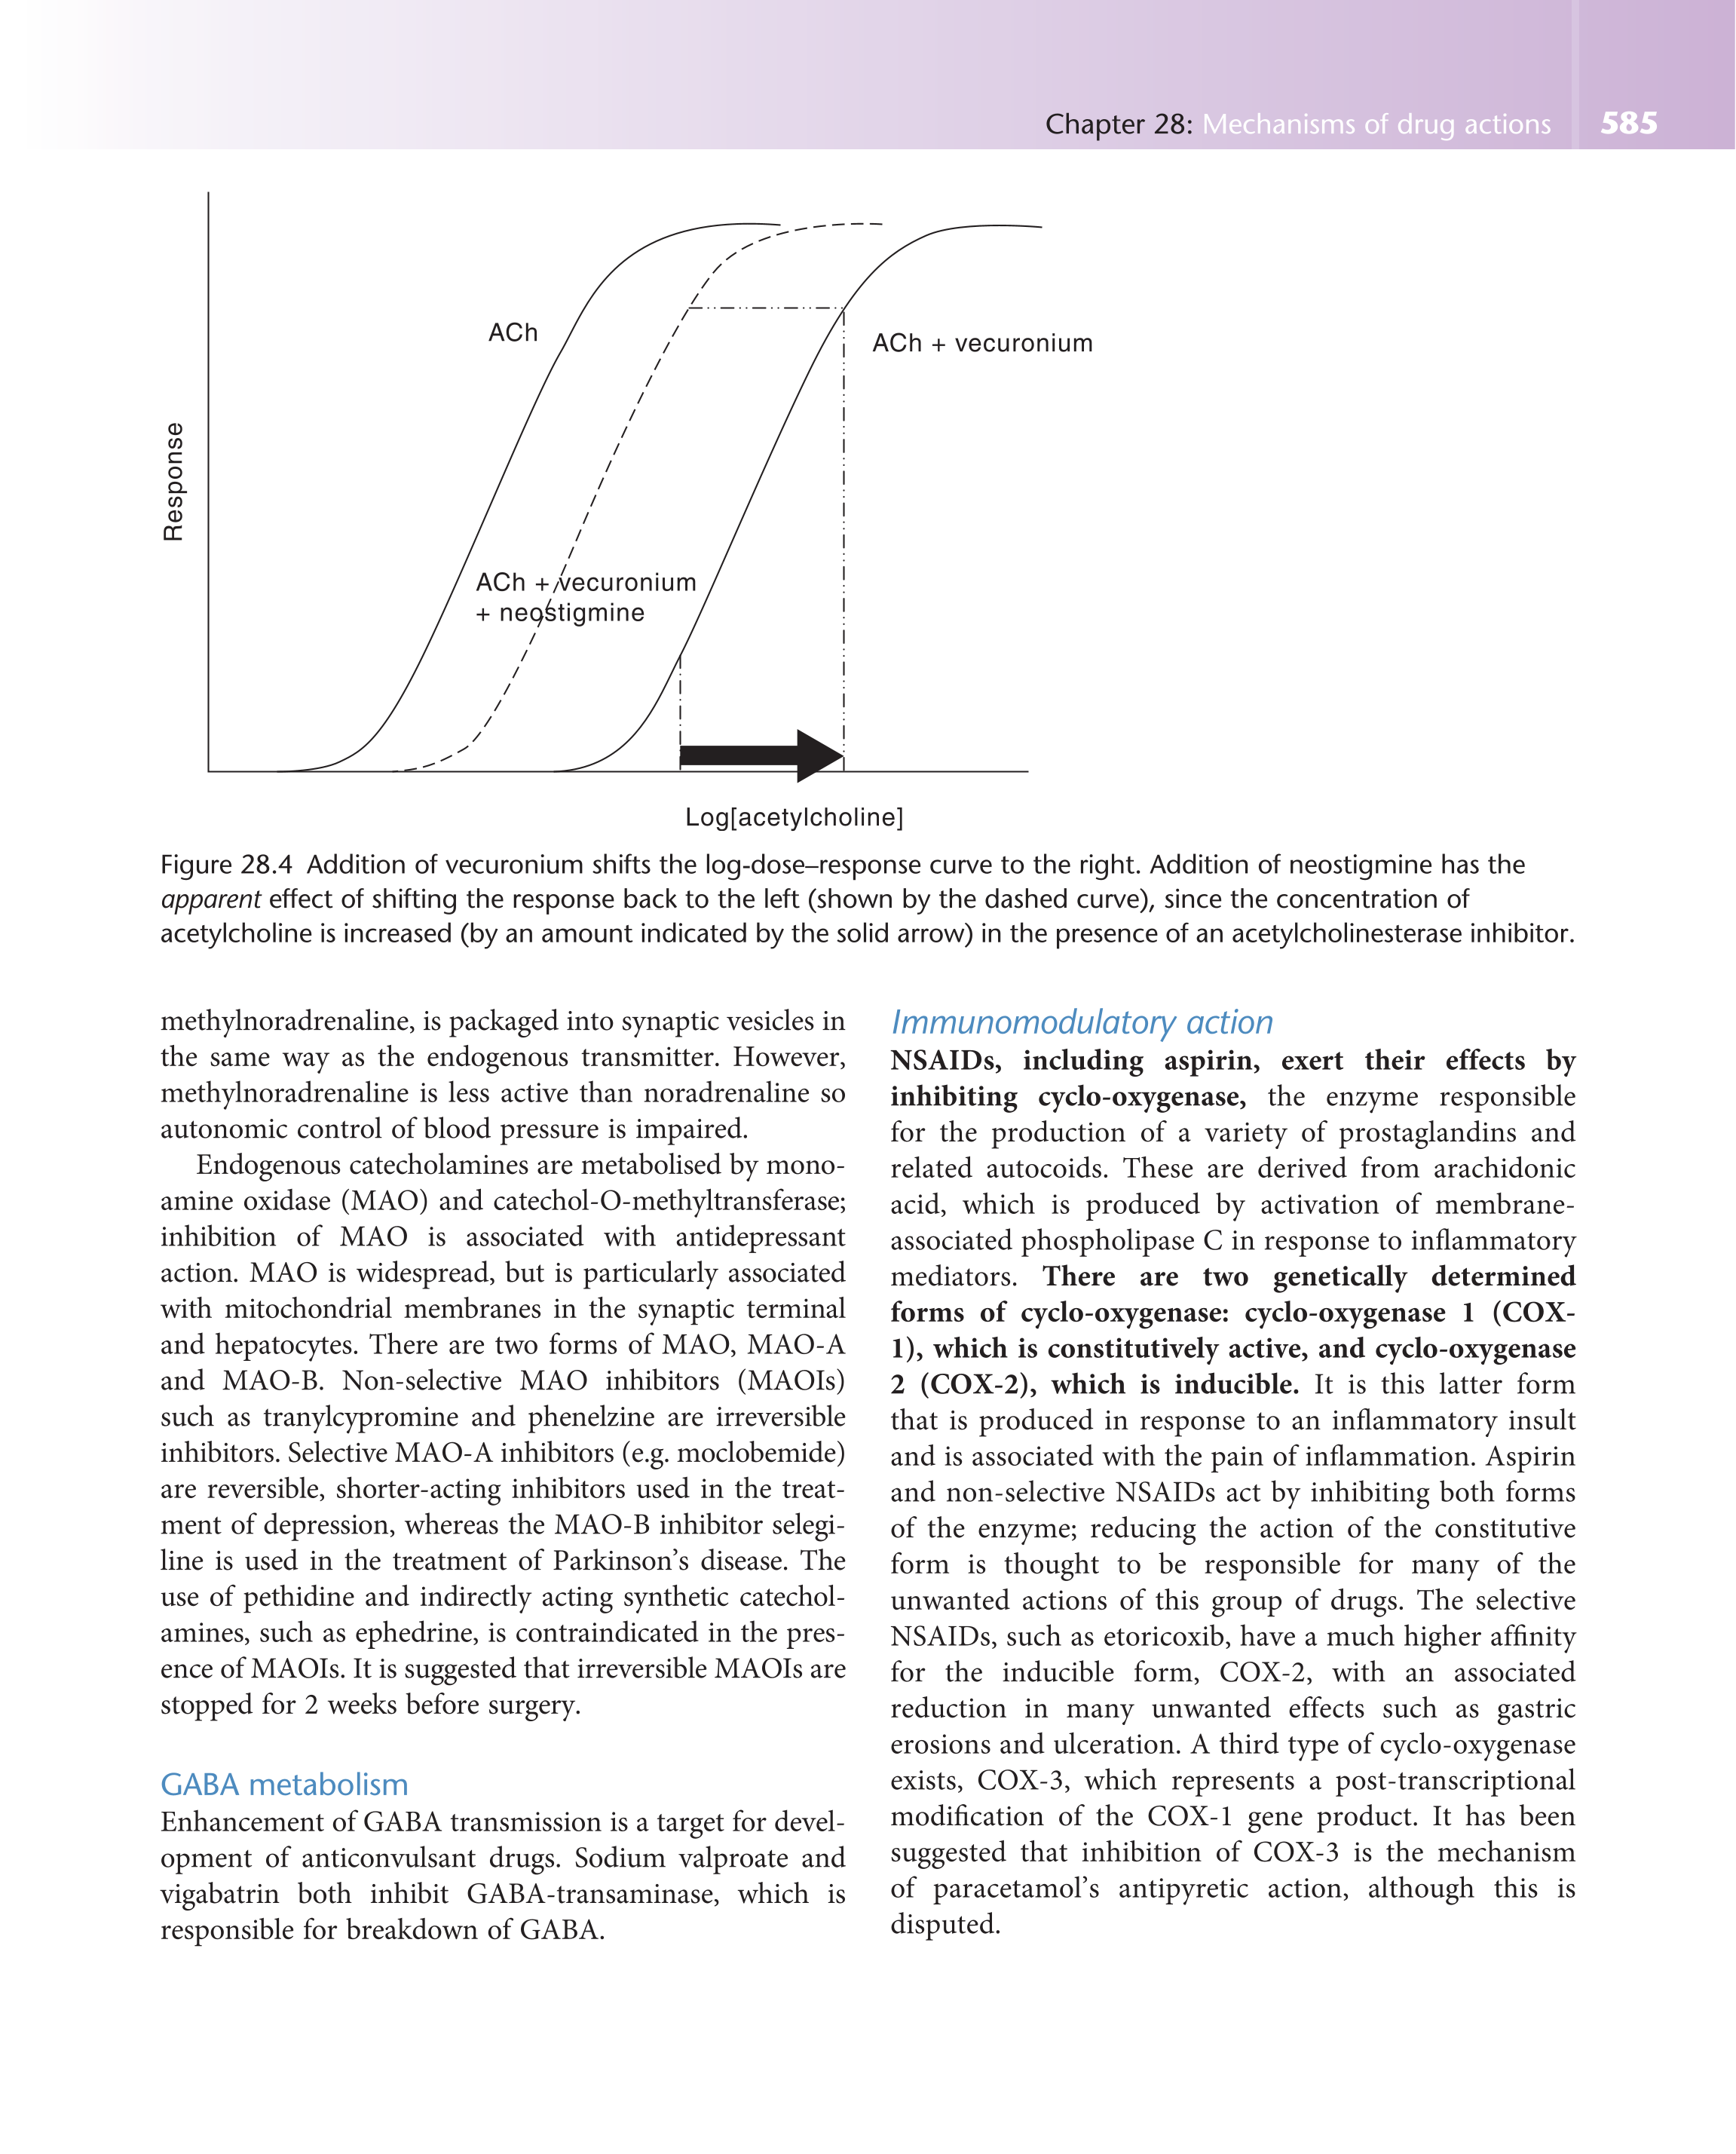 Chapter 28: Mechanisms of drug actions 585
ACh
ACh + vecuronium
Response
ACh + vecuronium
+ neostigmine
Log[acetylcholine]
Figure 28.4 Addition of vecuronium shifts the log-dose–response curve to the right. Addition of neostigmine has the
apparent effect of shifting the response back to the left (shown by the dashed curve), since the concentration of
acetylcholine is increased (by an amount indicated by the solid arrow) in the presence of an acetylcholinesterase inhibitor.
methylnoradrenaline, is packaged into synaptic vesicles in
the same way as the endogenous transmitter. However,
methylnoradrenaline is less active than noradrenaline so
autonomic control of blood pressure is impaired.
Endogenous catecholamines are metabolised by mono-
amine oxidase (MAO) and catechol-O-methyltransferase;
inhibition of MAO is associated with antidepressant
action. MAO is widespread, but is particularly associated
with mitochondrial membranes in the synaptic terminal
and hepatocytes. There are two forms of MAO, MAO-A
and MAO-B. Non-selective MAO inhibitors (MAOIs)
such as tranylcypromine and phenelzine are irreversible
inhibitors. Selective MAO-A inhibitors (e.g. moclobemide)
are reversible, shorter-acting inhibitors used in the treat-
ment of depression, whereas the MAO-B inhibitor selegi-
line is used in the treatment of Parkinson's disease. The
use of pethidine and indirectly acting synthetic catechol-
amines, such as ephedrine, is contraindicated in the pres-
ence of MAOIs. It is suggested that irreversible MAOIs are
stopped for 2 weeks before surgery.
GABA metabolism
Enhancement of GABA transmission is a target for devel-
opment of anticonvulsant drugs. Sodium valproate and
vigabatrin both inhibit GABA-transaminase, which is
responsible for breakdown of GABA.
Immunomodulatory action
NSAIDs, including aspirin, exert their effects by
inhibiting cyclo-oxygenase, the enzyme responsible
for the production of a variety of prostaglandins and
related autocoids. These are derived from arachidonic
acid, which is produced by activation of membrane-
associated phospholipase C in response to inflammatory
mediators. There are two genetically determined
forms of cyclo-oxygenase: cyclo-oxygenase 1 (COX-
1), which is constitutively active, and cyclo-oxygenase
2 (COX-2), which is inducible. It is this latter form
that is produced in response to an inflammatory insult
and is associated with the pain of inflammation. Aspirin
and non-selective NSAIDs act by inhibiting both forms
of the enzyme; reducing the action of the constitutive
form is thought to be responsible for many of the
unwanted actions of this group of drugs. The selective
NSAIDs, such as etoricoxib, have a much higher affinity
for the inducible form, COX-2, with an associated
reduction in many unwanted effects such as gastric
erosions and ulceration. A third type of cyclo-oxygenase
exists, COX-3, which represents a post-transcriptional
modification of the COX-1 gene product. It has been
suggested that inhibition of COX-3 is the mechanism
of paracetamol's antipyretic action, although this is
disputed.